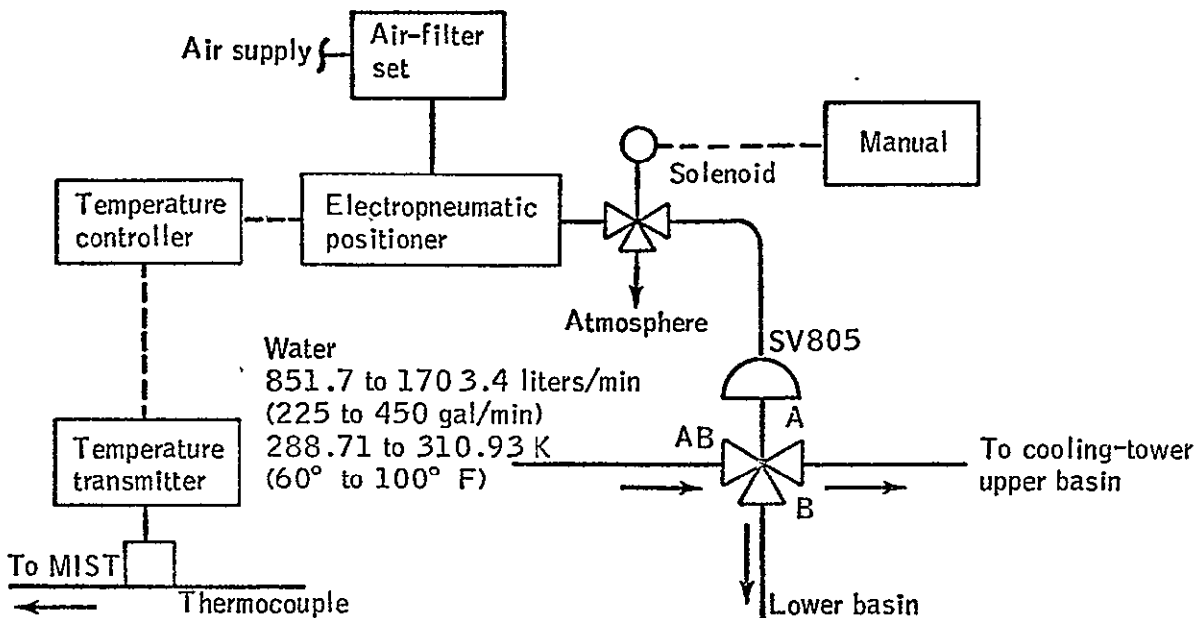 Air supply
Air-filter
set
Manual
Solenoid
Temperature
controller
Electropneumatic
positioner
Atmosphere
SV805
Water
851.7 to 1703.4 liters/min
(225 to 450 gal/min)
288.71 to 310.93 K
(60° to 100° F)
A
AB
B
To cooling-tower
upper basin
Temperature
transmitter
To MIST
Thermocouple
Lower basin